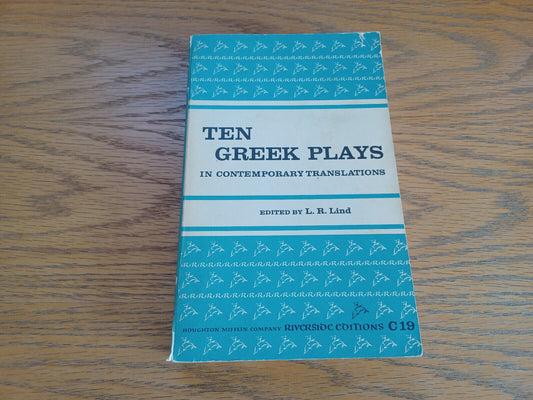 TEN
GREEK PLAYS
IN CONTEMPORARY TRANSLATIONS
EDITED BY L. R. Lind
HOUGHTON MIFFLIN COMPANY RIVERSIDE EDITIONS C19